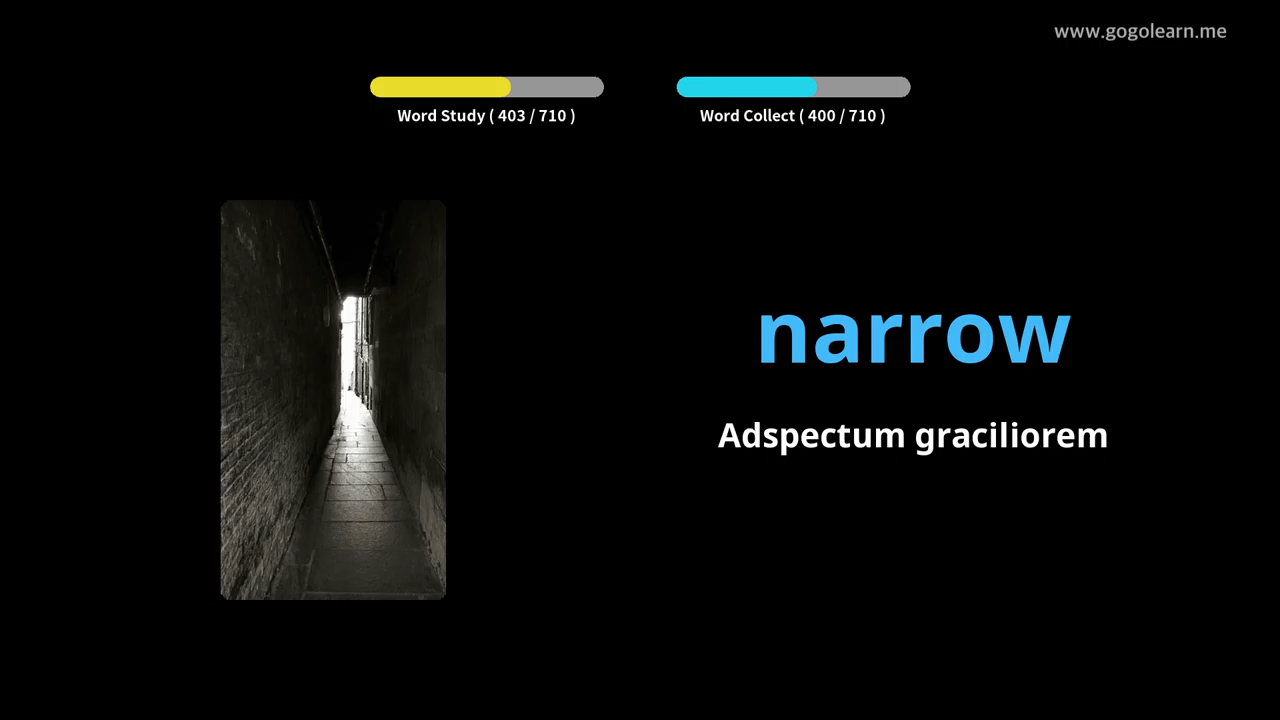 www.gogolearn.me
Word Study ( 403 / 710 )
Word Collect ( 400 / 710 )
narrow
Adspectum graciliorem